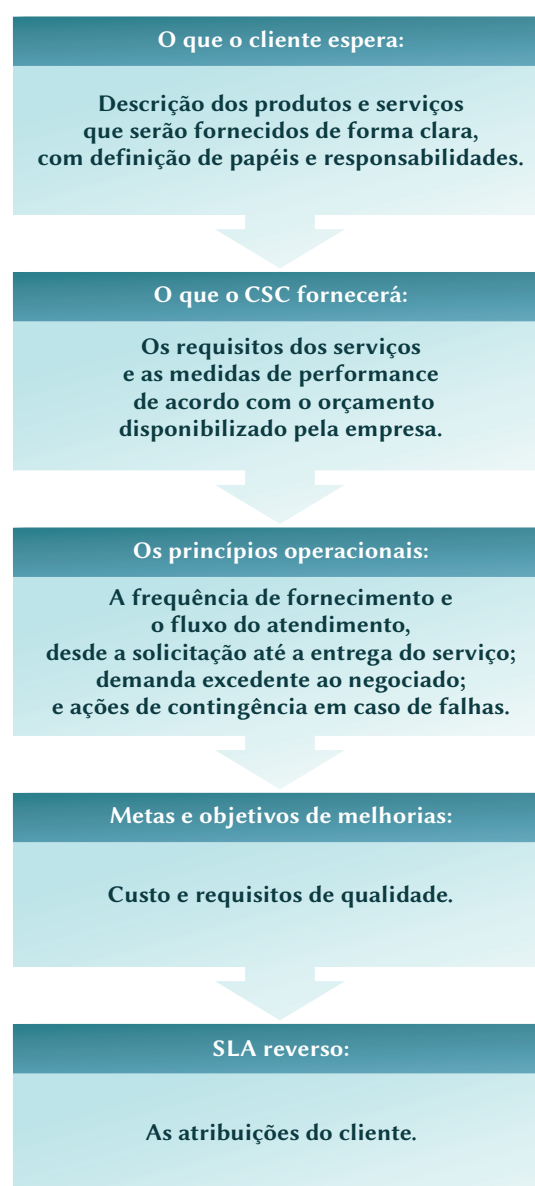 O que o cliente espera:
Descrição dos produtos e serviços
que serão fornecidos de forma clara,
com definição de papéis e responsabilidades.
O que o CSC fornecerá:
Os requisitos dos serviços
e as medidas de performance
de acordo com o orçamento
disponibilizado pela empresa.
Os princípios operacionais:
A frequência de fornecimento e
o fluxo do atendimento,
desde a solicitação até a entrega do serviço;
demanda excedente ao negociado;
e ações de contingência em caso de falhas.
Metas e objetivos de melhorias:
Custo e requisitos de qualidade.
SLA reverso:
As atribuições do cliente.